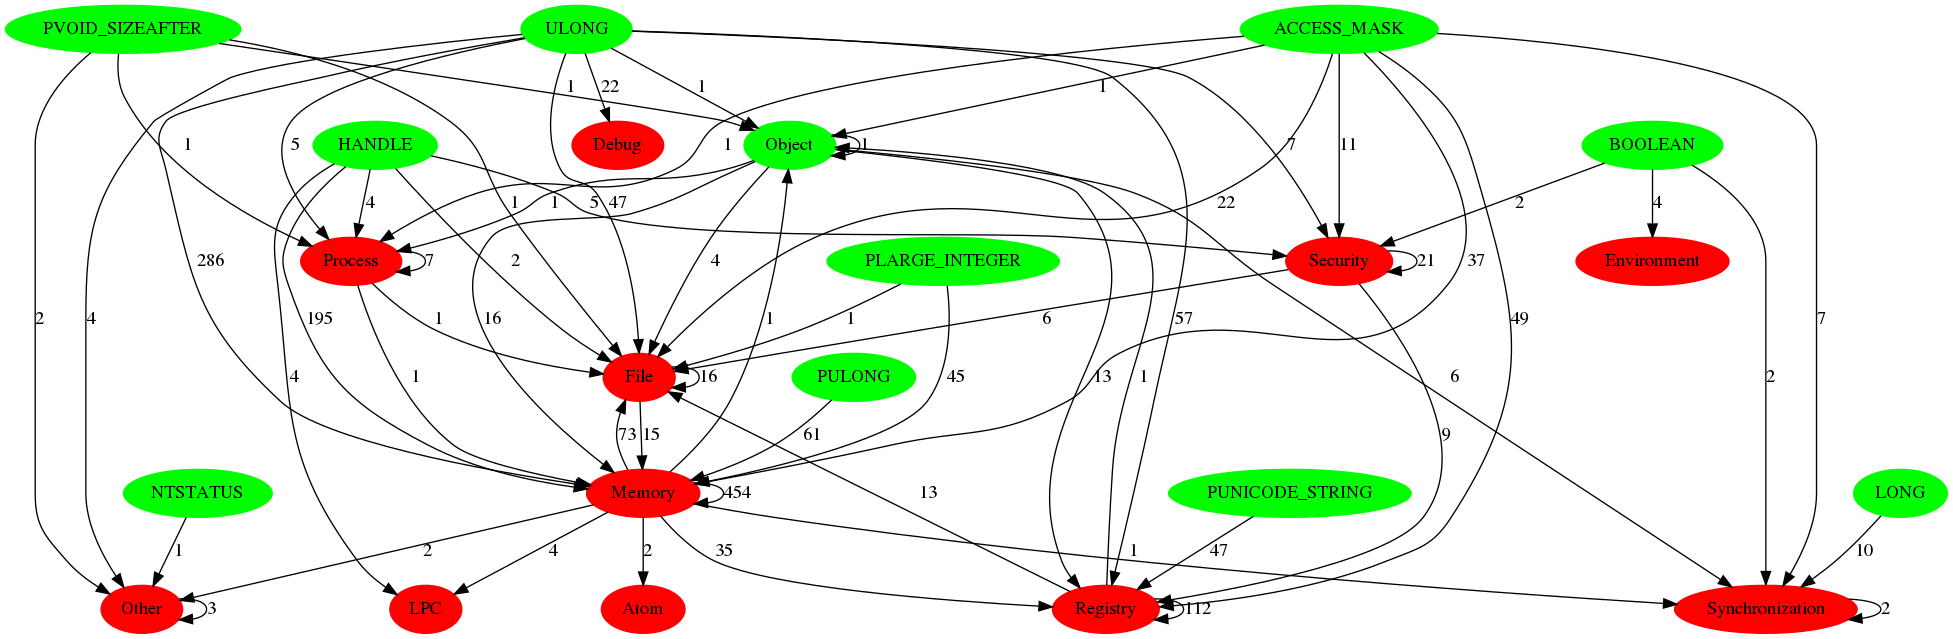 PVOID_SIZEAFTER
ULONG
ACCESS_MASK
1
22
1
1
HANDLE
Debug
Object
BOOLEAN
1
5
1
1
7
11
4
2
1
5
47
22
2
4
Process
7
286
2
4
PLARGE_INTEGER
Security
21
37
Environment
2
4
195
1
16
1
1
6
57
49
7
4
1
File
16
PULONG
45
13
1
6
2
73
15
61
9
NTSTATUS
Memory
454
13
PUNICODE_STRING
LONG
1
2
4
2
35
1
47
10
Other
3
LPC
Atom
Registry
112
Synchronization
2